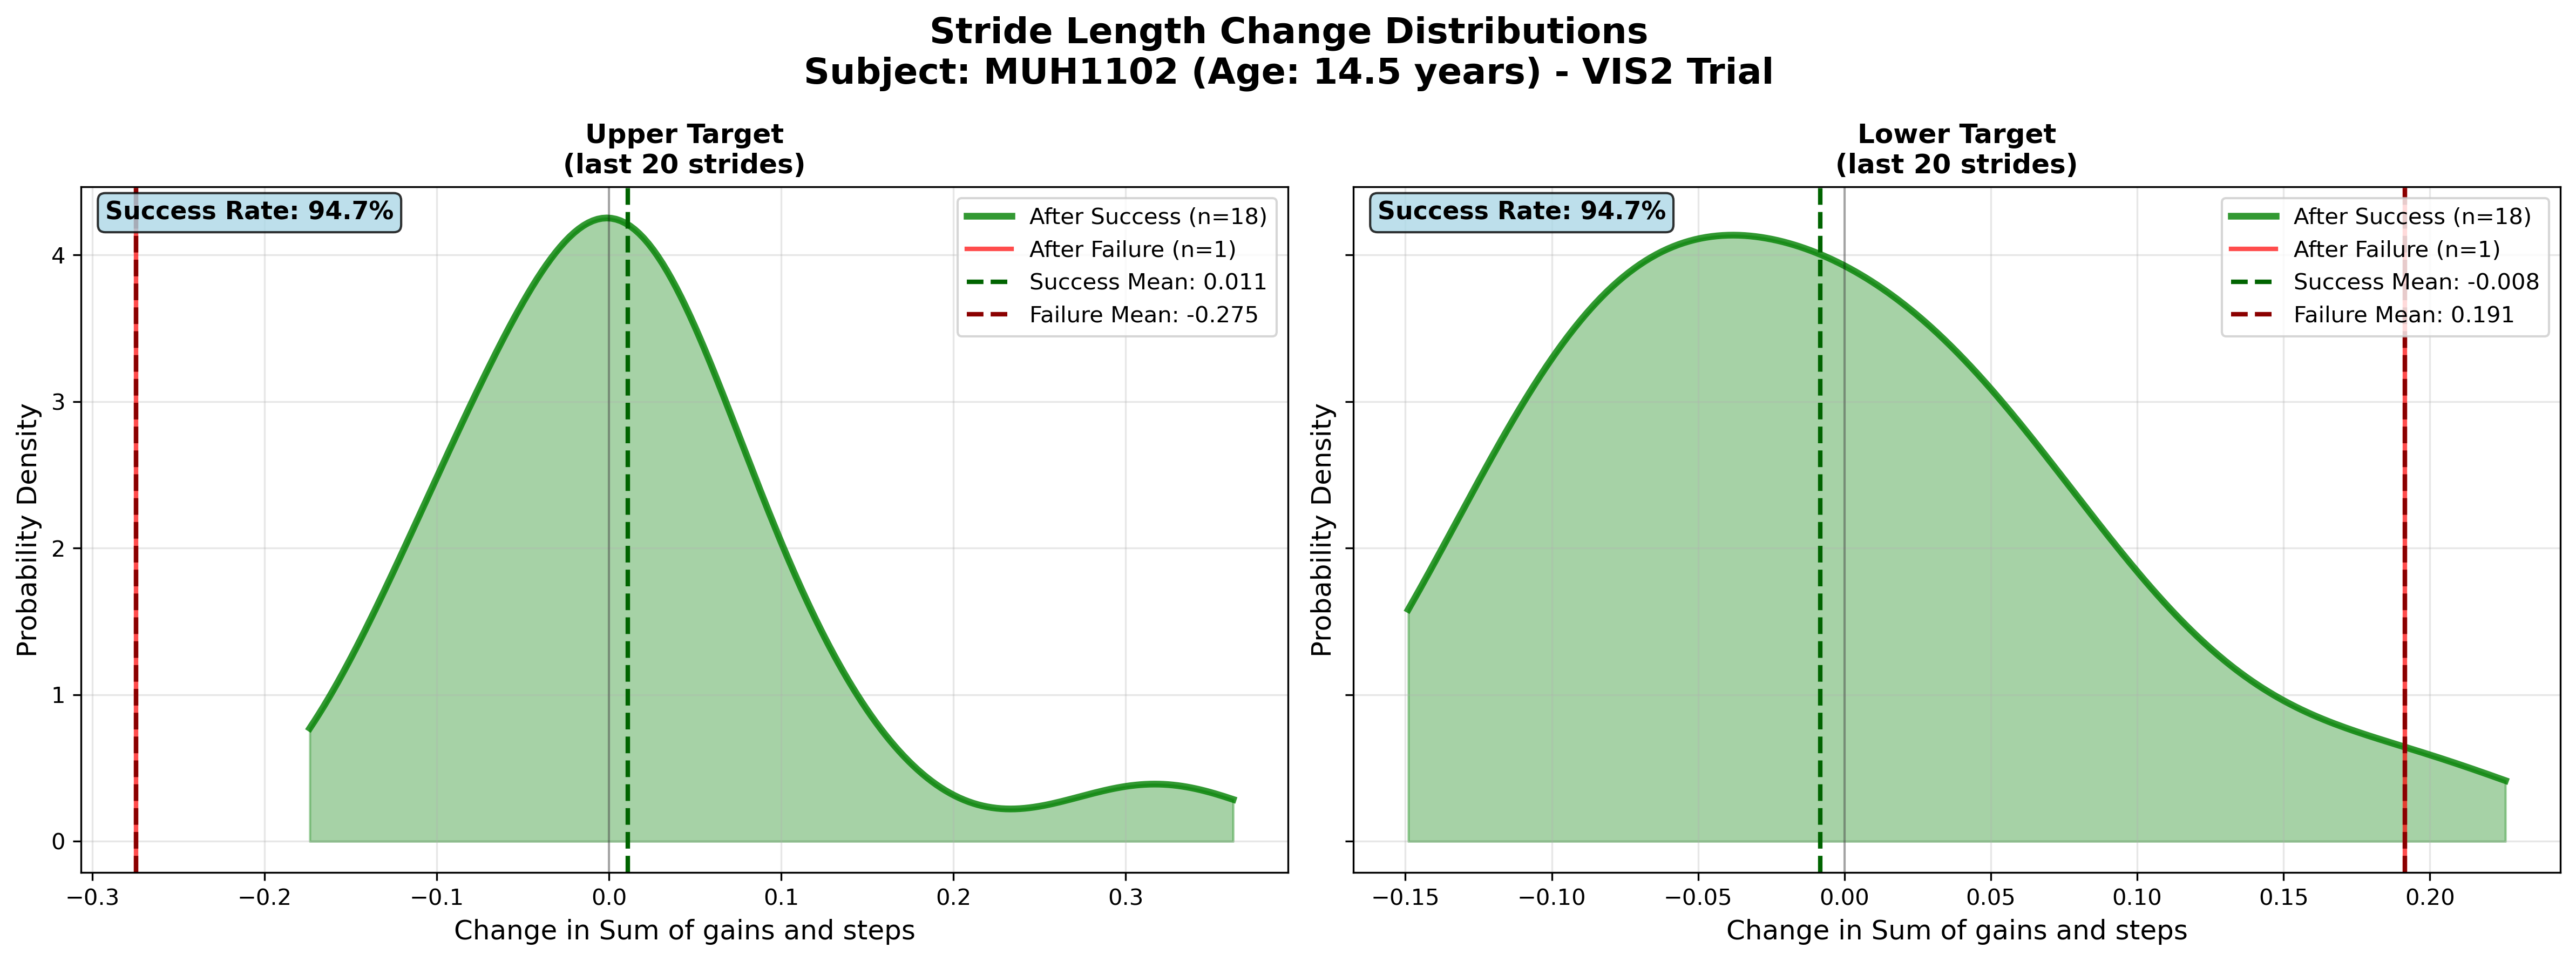 Stride Length Change Distributions
Subject: MUH1102 (Age: 14.5 years) - VIS2 Trial
Upper Target
(last 20 strides)
Success Rate: 94.7%
After Success (n=18)
After Failure (n=1)
Success Mean: 0.011
Failure Mean: -0.275
Probability Density
4
3
2
1
0
−0.3 −0.2 −0.1 0.0 0.1 0.2 0.3
Change in Sum of gains and steps
Lower Target
(last 20 strides)
Success Rate: 94.7%
After Success (n=18)
After Failure (n=1)
Success Mean: -0.008
Failure Mean: 0.191
Probability Density
−0.15 −0.10 −0.05 0.00 0.05 0.10 0.15 0.20
Change in Sum of gains and steps